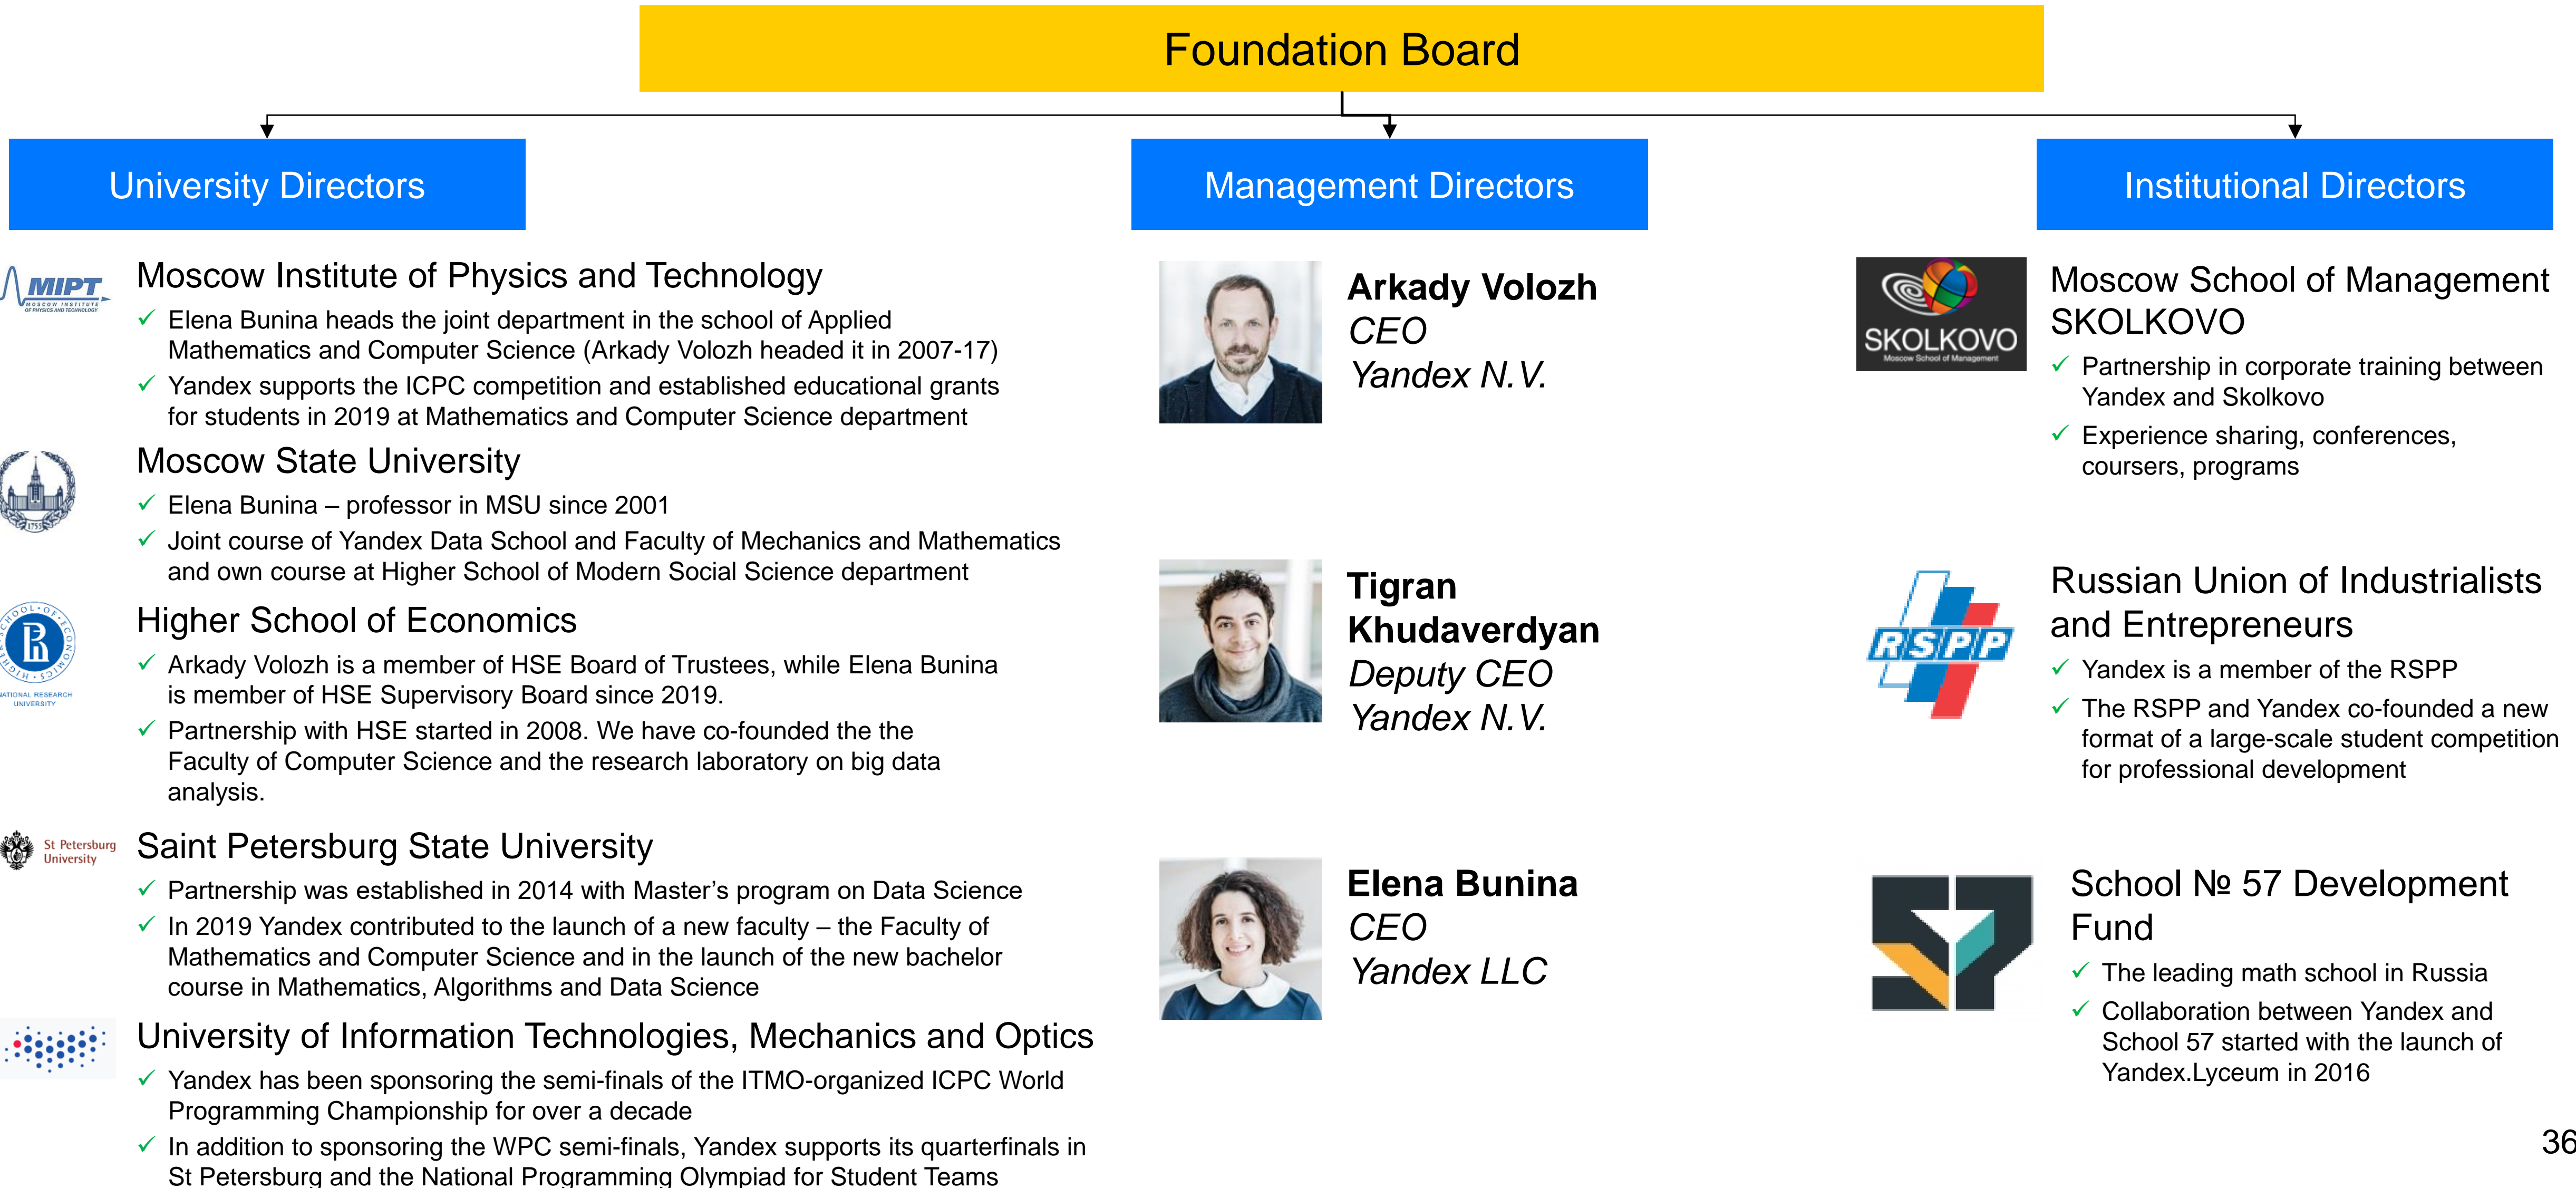 Foundation Board
University Directors
Management Directors
Institutional Directors
MIPT
MOSCOW INSTITUTE
OF PHYSICS AND TECHNOLOGY
Moscow Institute of Physics and Technology
✓ Elena Bunina heads the joint department in the school of Applied
Mathematics and Computer Science (Arkady Volozh headed it in 2007-17)
✓ Yandex supports the ICPC competition and established educational grants
for students in 2019 at Mathematics and Computer Science department
1755
Moscow State University
✓ Elena Bunina – professor in MSU since 2001
✓ Joint course of Yandex Data School and Faculty of Mechanics and Mathematics
and own course at Higher School of Modern Social Science department
HIGHER · SCHOOL · OF · ECONOMICS ·
NATIONAL RESEARCH
UNIVERSITY
Higher School of Economics
✓ Arkady Volozh is a member of HSE Board of Trustees, while Elena Bunina
is member of HSE Supervisory Board since 2019.
✓ Partnership with HSE started in 2008. We have co-founded the the
Faculty of Computer Science and the research laboratory on big data
analysis.
St Petersburg
University
Saint Petersburg State University
✓ Partnership was established in 2014 with Master’s program on Data Science
✓ In 2019 Yandex contributed to the launch of a new faculty – the Faculty of
Mathematics and Computer Science and in the launch of the new bachelor
course in Mathematics, Algorithms and Data Science
University of Information Technologies, Mechanics and Optics
✓ Yandex has been sponsoring the semi-finals of the ITMO-organized ICPC World
Programming Championship for over a decade
✓ In addition to sponsoring the WPC semi-finals, Yandex supports its quarterfinals in
St Petersburg and the National Programming Olympiad for Student Teams
Arkady Volozh
CEO
Yandex N.V.
Tigran
Khudaverdyan
Deputy CEO
Yandex N.V.
Elena Bunina
CEO
Yandex LLC
SKOLKOVO
Moscow School of Management
Moscow School of Management
SKOLKOVO
✓ Partnership in corporate training between
Yandex and Skolkovo
✓ Experience sharing, conferences,
coursers, programs
RSPP
Russian Union of Industrialists
and Entrepreneurs
✓ Yandex is a member of the RSPP
✓ The RSPP and Yandex co-founded a new
format of a large-scale student competition
for professional development
57
School № 57 Development
Fund
✓ The leading math school in Russia
✓ Collaboration between Yandex and
School 57 started with the launch of
Yandex.Lyceum in 2016
36